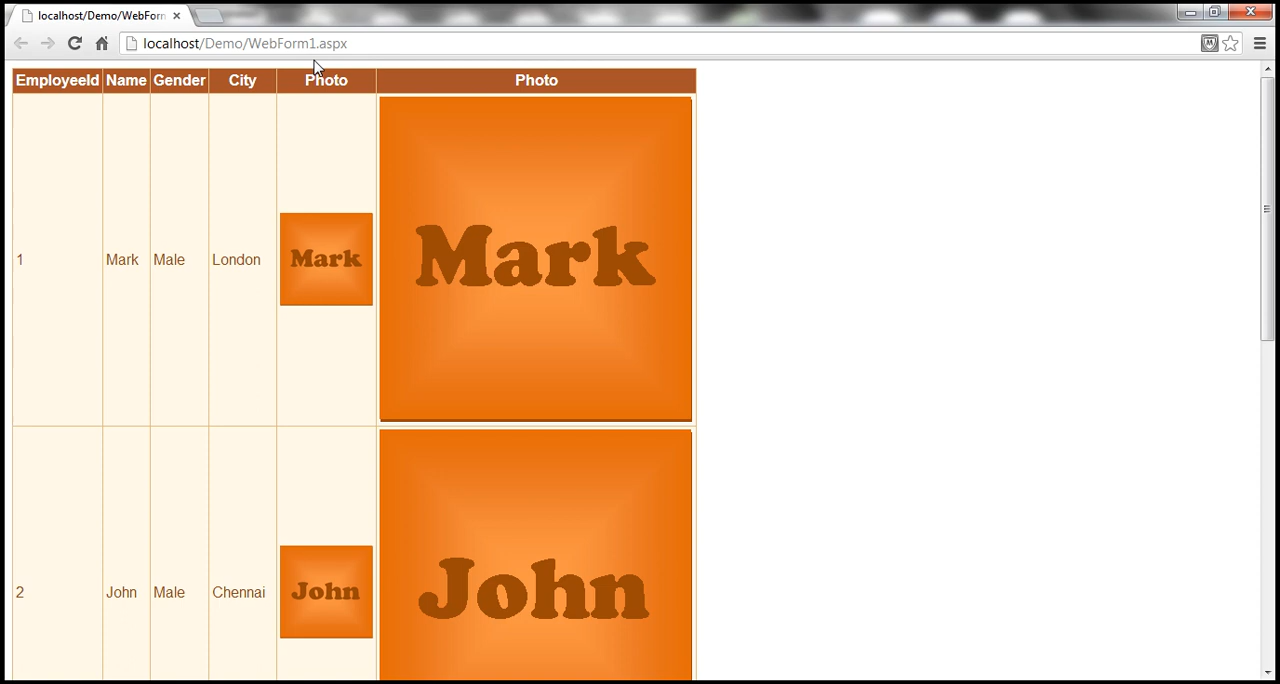 localhost/Demo/WebForn
localhost/Demo/WebForm1.aspx
EmployeeId Name Gender City Photo Photo
1 Mark Male London Mark Mark
2 John Male Chennai John John